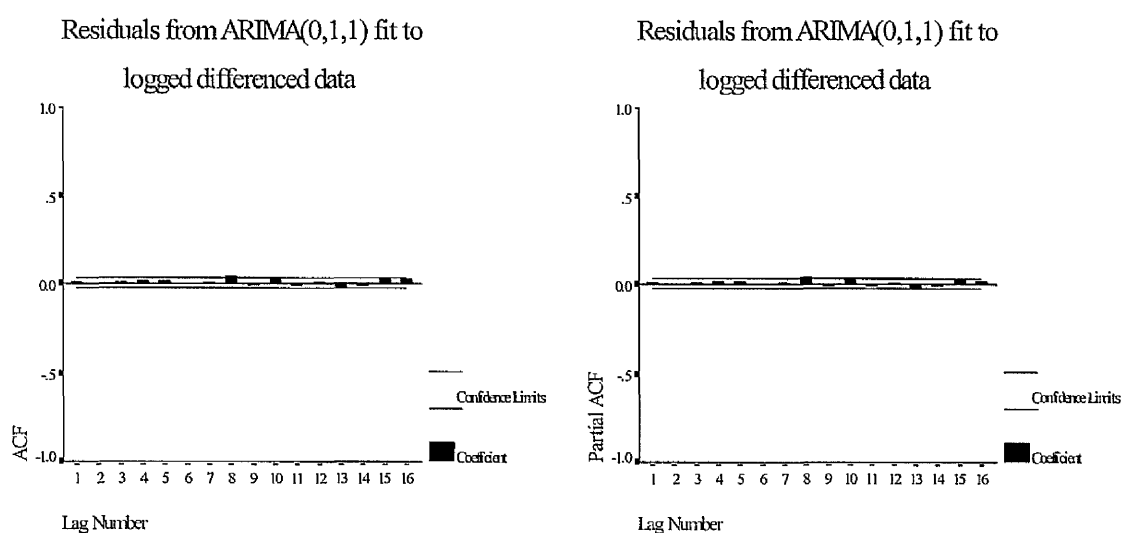 Residuals from ARIMA(0,1,1) fit to
logged differenced data
1.0
.5
0.0
-.5
-1.0
ACF
Confidence Limits
Coefficient
1 2 3 4 5 6 7 8 9 10 11 12 13 14 15 16
Lag Number
Residuals from ARIMA(0,1,1) fit to
logged differenced data
1.0
.5
0.0
-.5
-1.0
Partial ACF
Confidence Limits
Coefficient
1 2 3 4 5 6 7 8 9 10 11 12 13 14 15 16
Lag Number